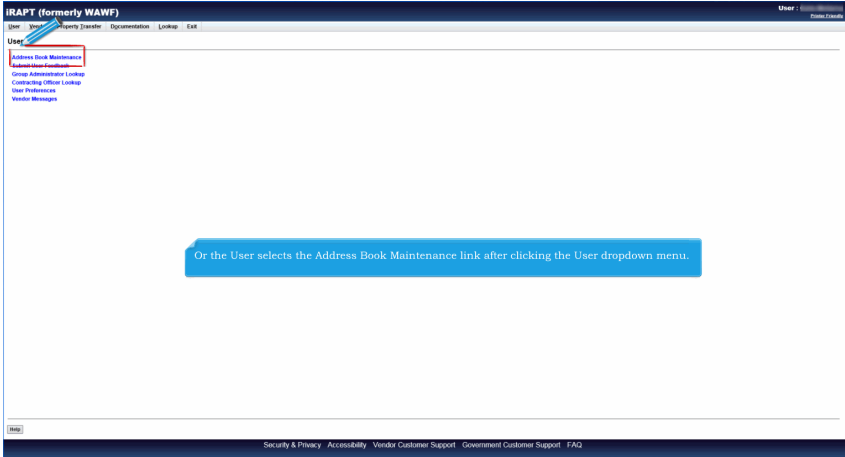 iRAPT (formerly WAWF)
User :
Printer Friendly
User Property Transfer Documentation Lookup Exit
User
Address Book Maintenance
Submit User Feedback
Group Administrator Lookup
Contracting Officer Lookup
User Preferences
Vendor Messages
Or the User selects the Address Book Maintenance link after clicking the User dropdown menu.
Help
Security & Privacy Accessibility Vendor Customer Support Government Customer Support FAQ